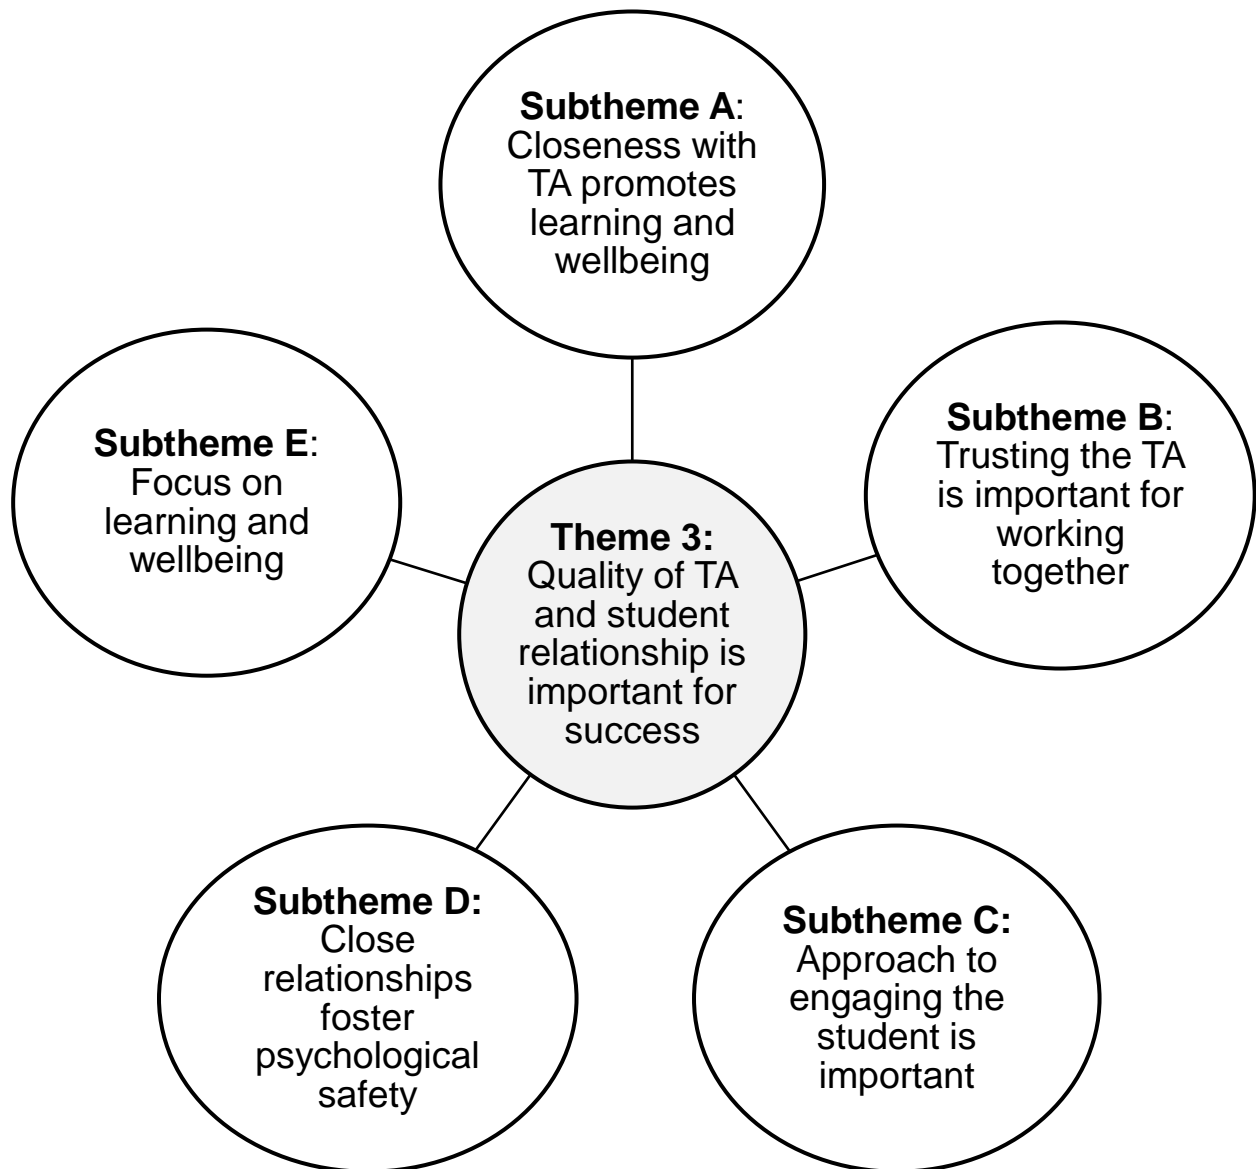 Subtheme A:
Closeness with
TA promotes
learning and
wellbeing
Subtheme B:
Trusting the TA
is important for
working
together
Subtheme E:
Focus on
learning and
wellbeing
Theme 3:
Quality of TA
and student
relationship is
important for
success
Subtheme D:
Close
relationships
foster
psychological
safety
Subtheme C:
Approach to
engaging the
student is
important